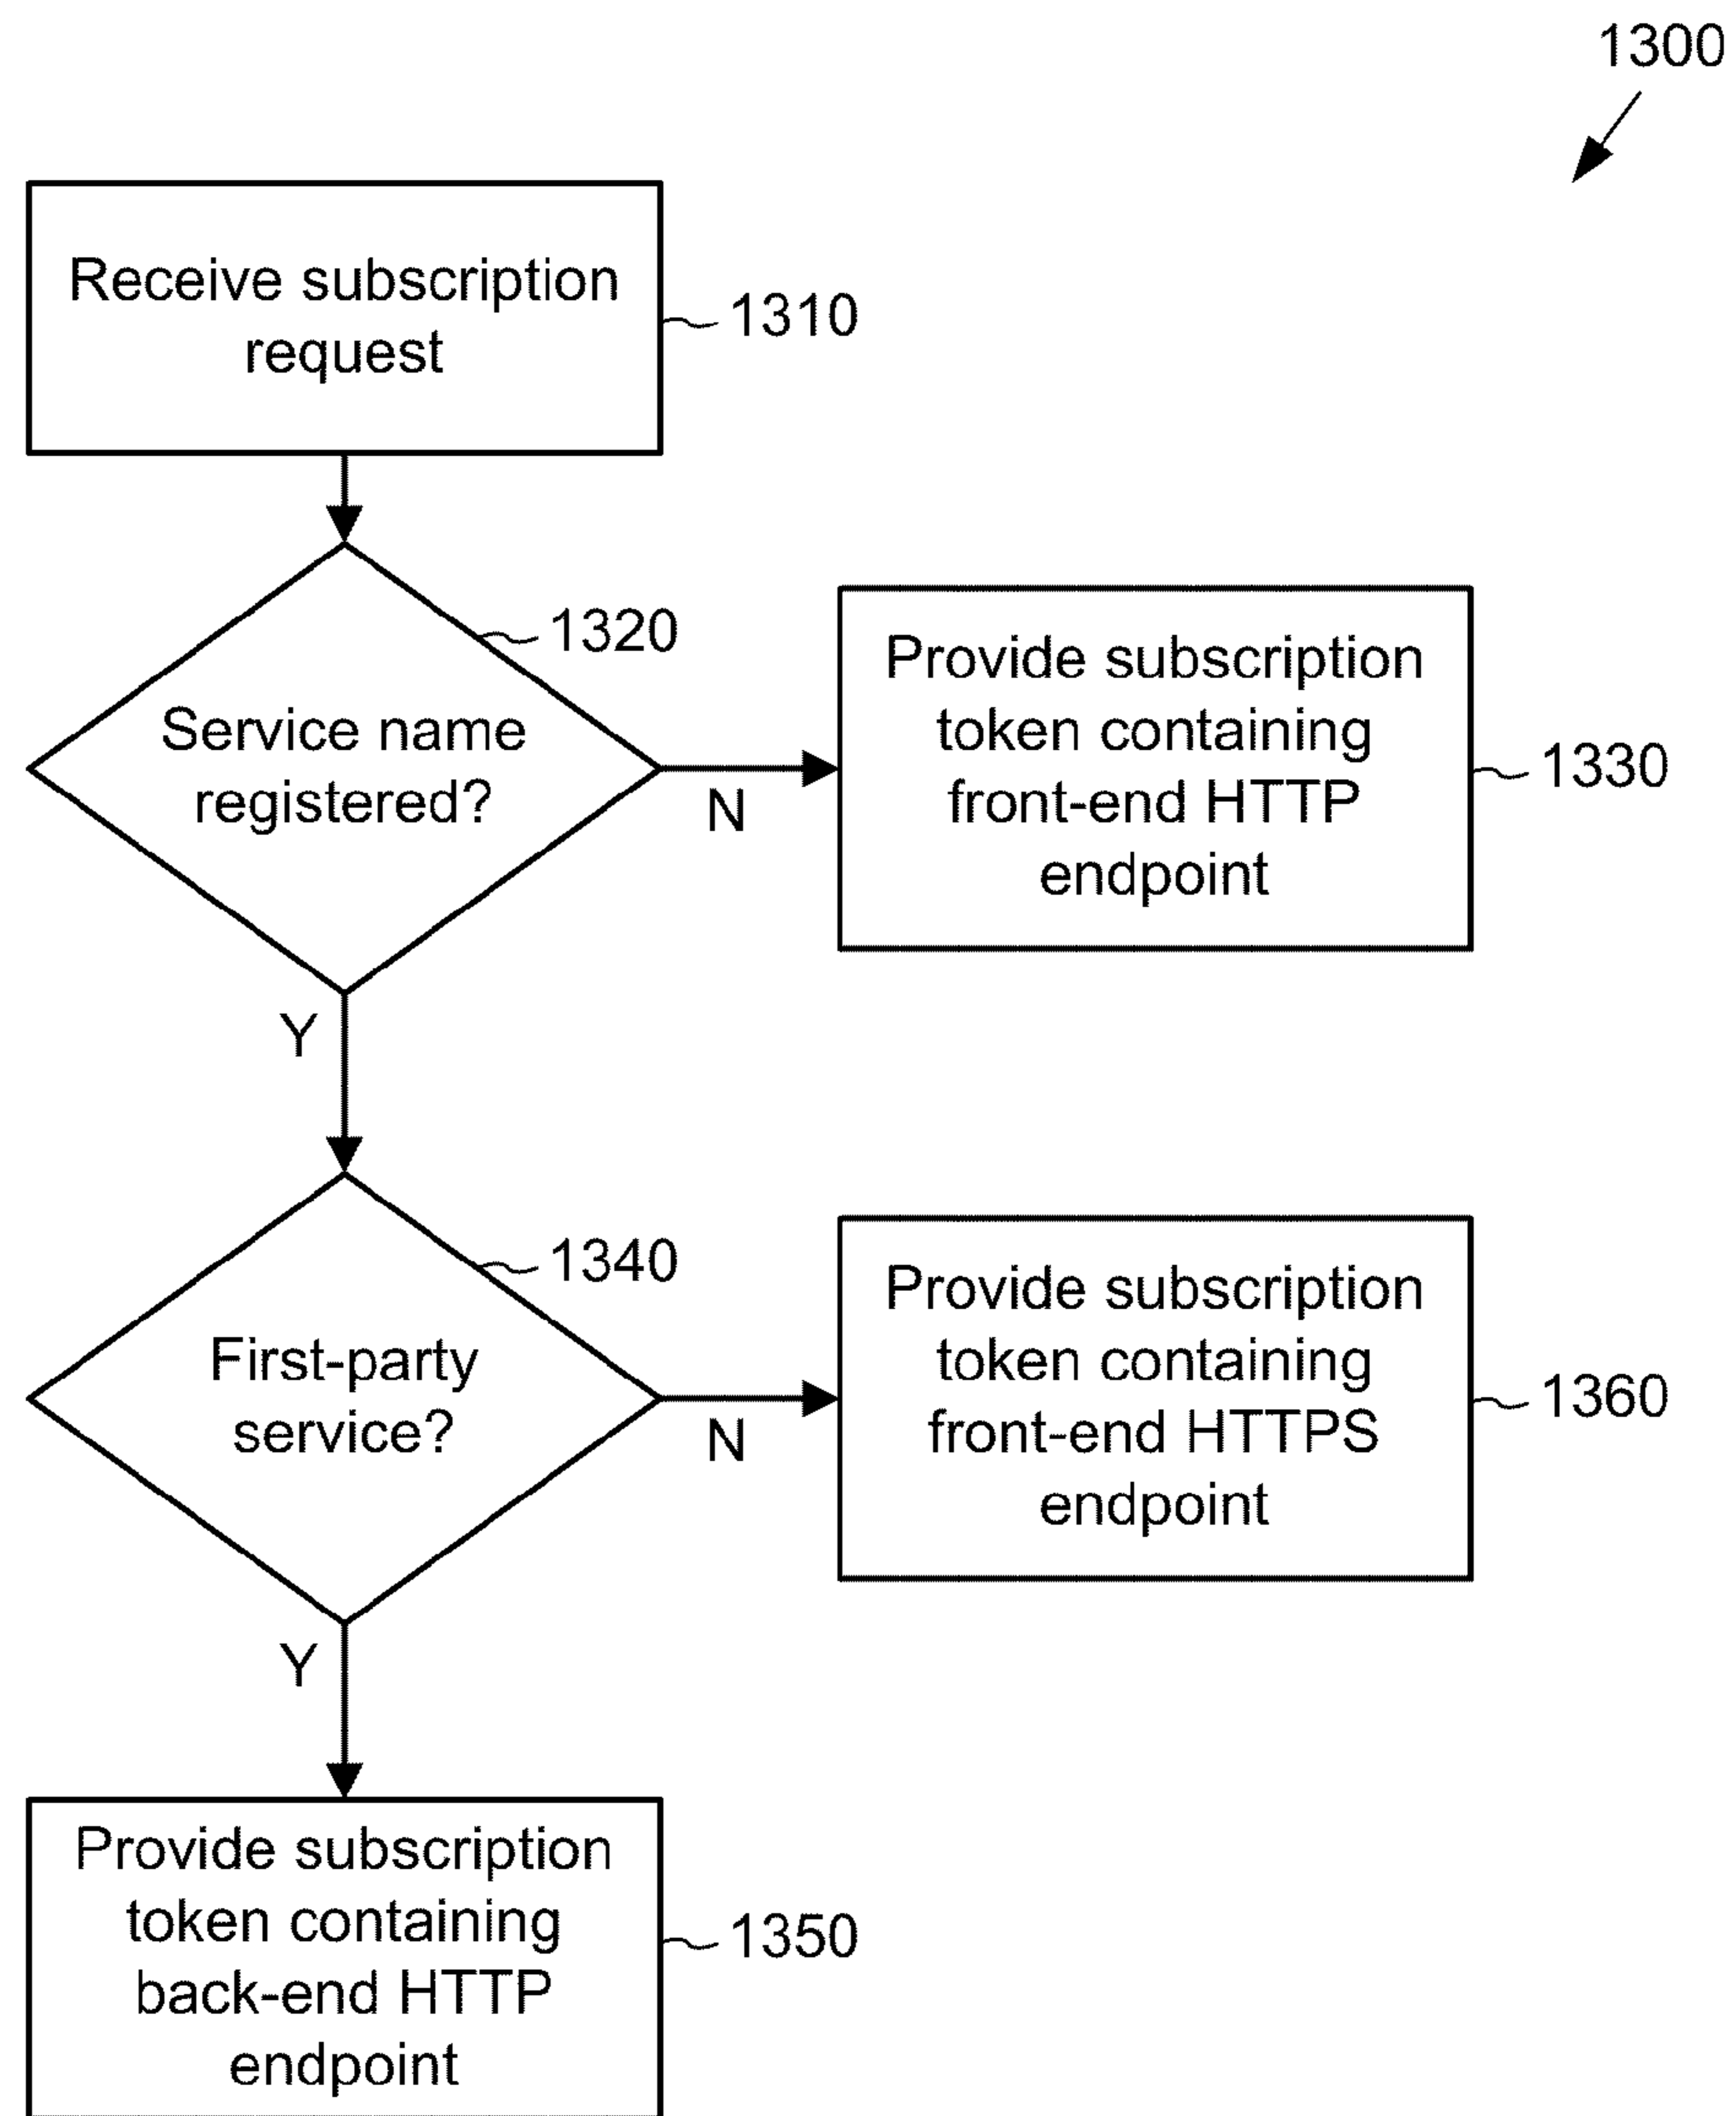 1300
Receive subscription
request
1310
1320
Service name
registered?
N
Provide subscription
token containing
front-end HTTP
endpoint
1330
Y
1340
First-party
service?
N
Provide subscription
token containing
front-end HTTPS
endpoint
1360
Y
Provide subscription
token containing
back-end HTTP
endpoint
1350